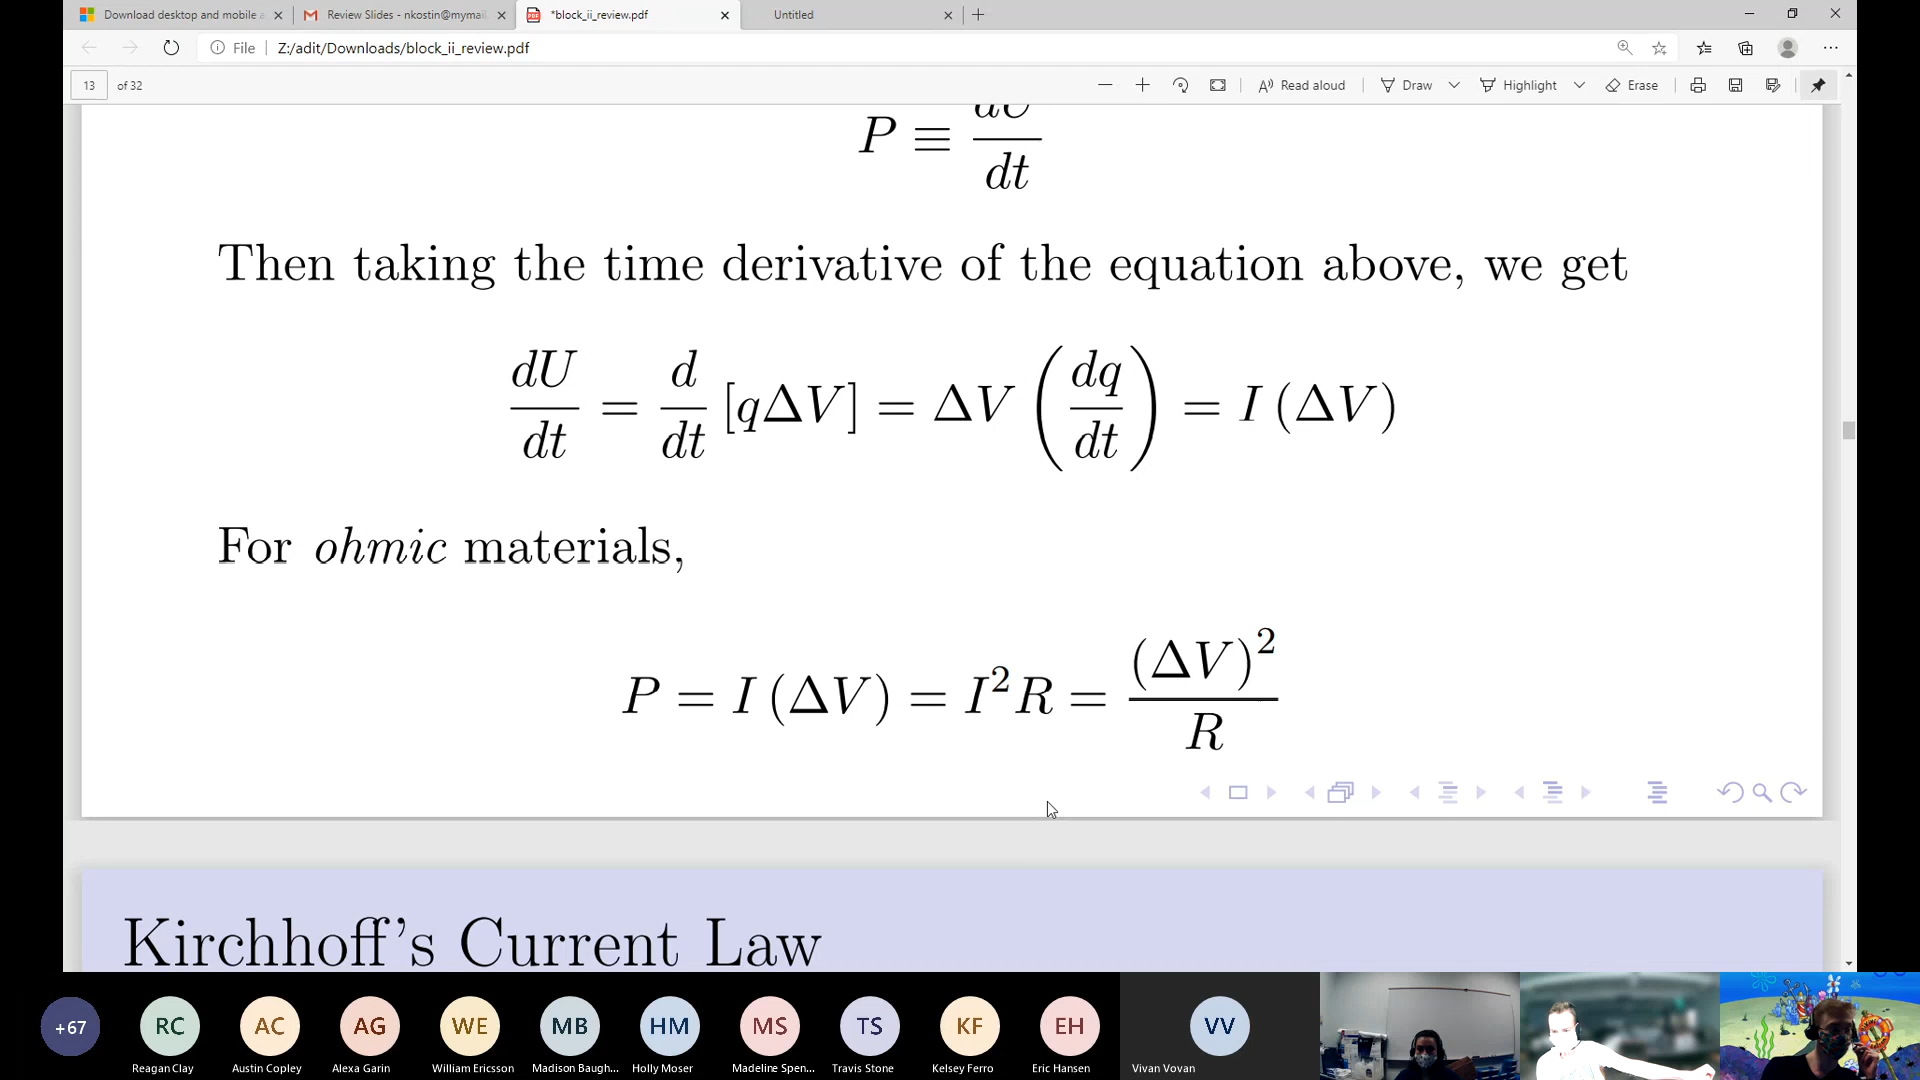 Download desktop and mobile a
Review Slides - nkostin@mymail
*block_ii_review.pdf
Untitled
File
Z:/adit/Downloads/block_ii_review.pdf
13 of 32
Read aloud
Draw
Highlight
Erase
P ≡ dU/dt
Then taking the time derivative of the equation above, we get
dU/dt = d/dt [qΔV] = ΔV (dq/dt) = I (ΔV)
For ohmic materials,
P = I (ΔV) = I²R = (ΔV)²/R
Kirchhoff's Current Law
+67 RC AC AG WE MB HM MS TS KF EH VV
Reagan Clay Austin Copley Alexa Garin William Ericsson Madison Baugh... Holly Moser Madeline Spen... Travis Stone Kelsey Ferro Eric Hansen Vivan Vovan